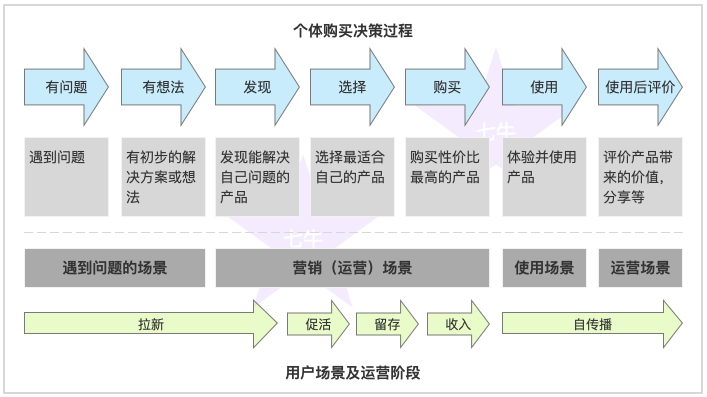 个体购买决策过程
有问题
有想法
发现
选择
购买
使用
使用后评价
遇到问题
有初步的解
决方案或想
法
发现能解决
自己问题的
产品
选择最适合
自己的产品
购买性价比
最高的产品
体验并使用
产品
评价产品带
来的价值，
分享等
七牛
七牛
遇到问题的场景
营销（运营）场景
使用场景
运营场景
拉新
促活
留存
收入
自传播
用户场景及运营阶段